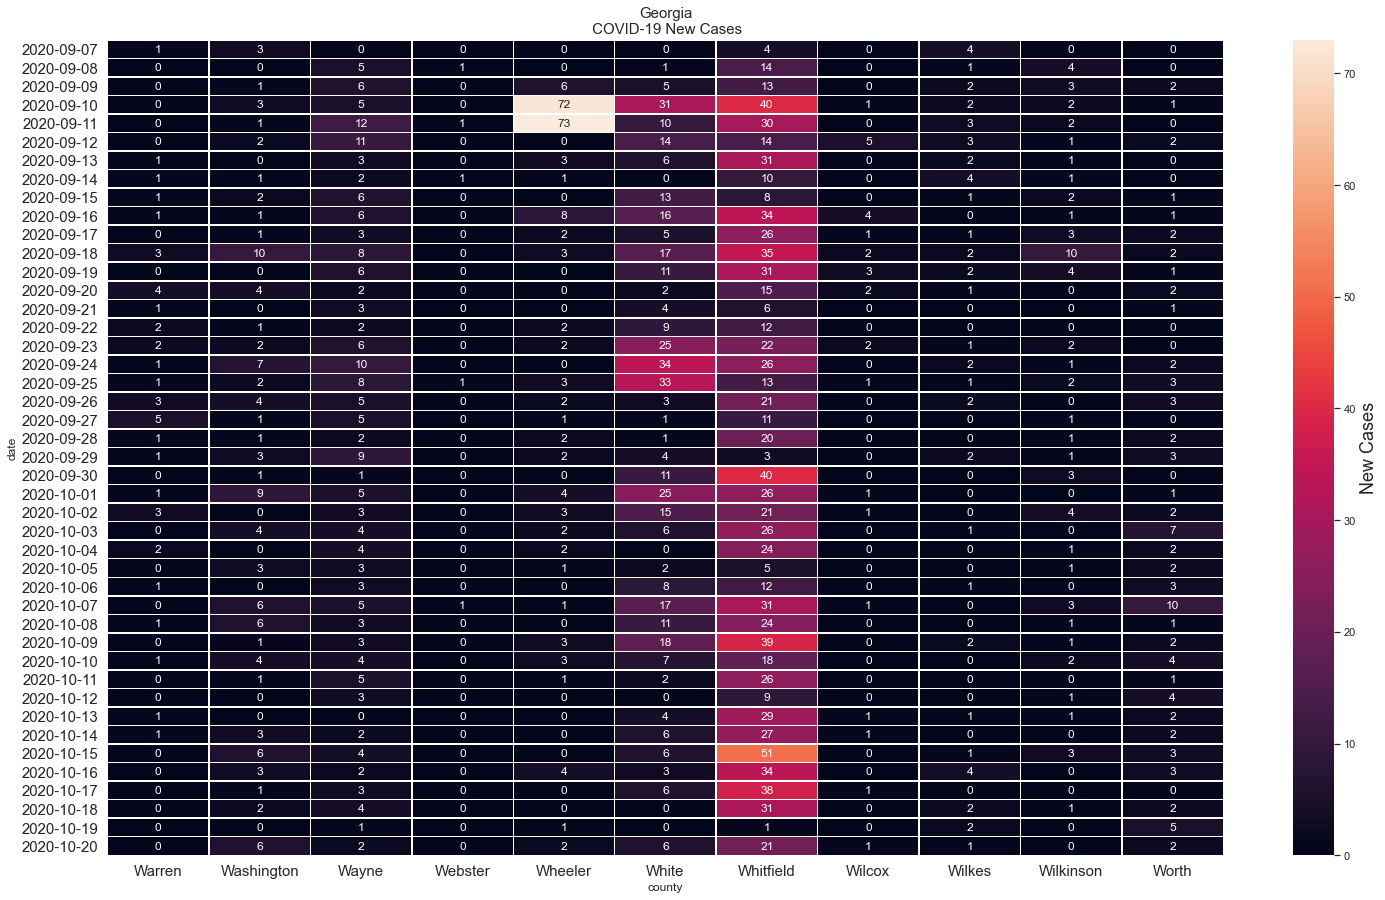 Georgia
COVID-19 New Cases
2020-09-07 1 3 0 0 0 0 4 0 4 0 0
2020-09-08 0 0 5 1 0 1 14 0 1 4 0
2020-09-09 0 1 6 0 6 5 13 0 2 3 2
2020-09-10 0 3 5 0 72 31 40 1 2 2 1
2020-09-11 0 1 12 1 73 10 30 0 3 2 0
2020-09-12 0 2 11 0 0 14 14 5 3 1 2
2020-09-13 1 0 3 0 3 6 31 0 2 1 0
2020-09-14 1 1 2 1 1 0 10 0 4 1 0
2020-09-15 1 2 6 0 0 13 8 0 1 2 1
2020-09-16 1 1 6 0 8 16 34 4 0 1 1
2020-09-17 0 1 3 0 2 5 26 1 1 3 2
2020-09-18 3 10 8 0 3 17 35 2 2 10 2
2020-09-19 0 0 6 0 0 11 31 3 2 4 1
2020-09-20 4 4 2 0 0 2 15 2 1 0 2
2020-09-21 1 0 3 0 0 4 6 0 0 0 1
2020-09-22 2 1 2 0 2 9 12 0 0 0 0
2020-09-23 2 2 6 0 2 25 22 2 1 2 0
2020-09-24 1 7 10 0 0 34 26 0 2 1 2
2020-09-25 1 2 8 1 3 33 13 1 1 2 3
2020-09-26 3 4 5 0 2 3 21 0 2 0 3
2020-09-27 5 1 5 0 1 1 11 0 0 1 0
2020-09-28 1 1 2 0 2 1 20 0 0 1 2
2020-09-29 1 3 9 0 2 4 3 0 2 1 3
2020-09-30 0 1 1 0 0 11 40 0 0 3 0
2020-10-01 1 9 5 0 4 25 26 1 0 0 1
2020-10-02 3 0 3 0 3 15 21 1 0 4 2
2020-10-03 0 4 4 0 2 6 26 0 1 0 7
2020-10-04 2 0 4 0 2 0 24 0 0 1 2
2020-10-05 0 3 3 0 1 2 5 0 0 1 2
2020-10-06 1 0 3 0 0 8 12 0 1 0 3
2020-10-07 0 6 5 1 1 17 31 1 0 3 10
2020-10-08 1 6 3 0 0 11 24 0 0 1 1
2020-10-09 0 1 3 0 3 18 39 0 2 1 2
2020-10-10 1 4 4 0 3 7 18 0 0 2 4
2020-10-11 0 1 5 0 1 2 26 0 0 0 1
2020-10-12 0 0 3 0 0 0 9 0 0 1 4
2020-10-13 1 0 0 0 0 4 29 1 1 1 2
2020-10-14 1 3 2 0 0 6 27 1 0 0 2
2020-10-15 0 6 4 0 0 6 51 0 1 3 3
2020-10-16 0 3 2 0 4 3 34 0 4 0 3
2020-10-17 0 1 3 0 0 6 38 1 0 0 0
2020-10-18 0 2 4 0 0 0 31 0 2 1 2
2020-10-19 0 0 1 0 1 0 1 0 2 0 5
2020-10-20 0 6 2 0 2 6 21 1 1 0 2
Warren Washington Wayne Webster Wheeler White Whitfield Wilcox Wilkes Wilkinson Worth
county
date
70
60
50
40
30
20
10
0
New Cases